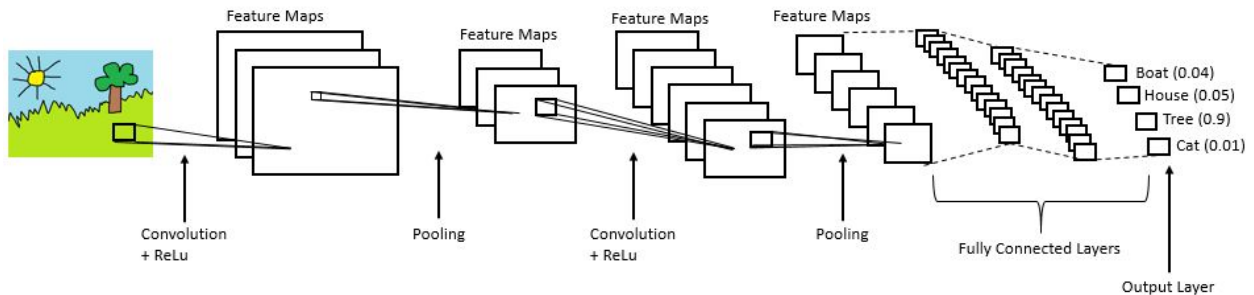 Feature Maps
Feature Maps
Feature Maps
Feature Maps
Boat (0.04)
House (0.05)
Tree (0.9)
Cat (0.01)
Convolution
+ ReLu
Pooling
Convolution
+ ReLu
Pooling
Fully Connected Layers
Output Layer